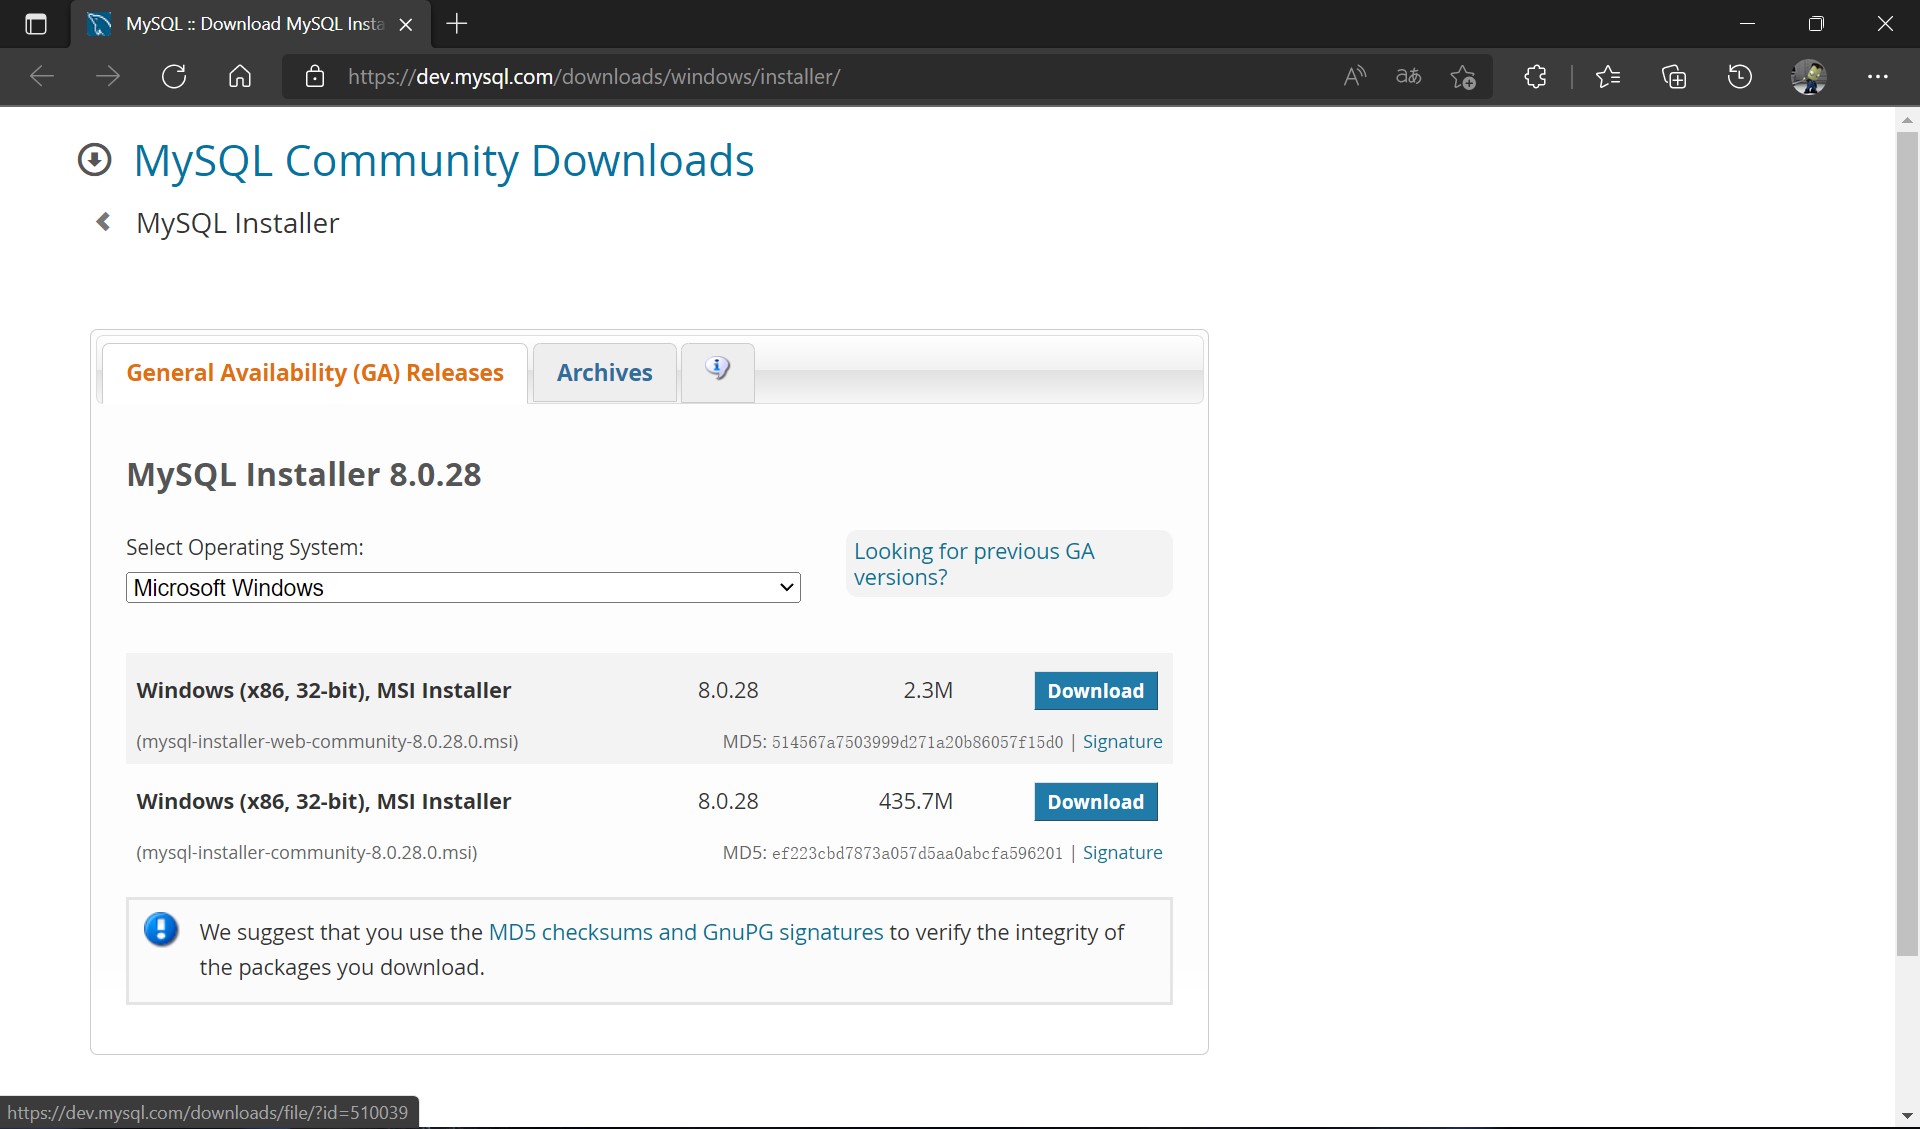 MySQL :: Download MySQL Insta
https://dev.mysql.com/downloads/windows/installer/
MySQL Community Downloads
MySQL Installer
General Availability (GA) Releases
Archives
MySQL Installer 8.0.28
Select Operating System:
Microsoft Windows
Looking for previous GA
versions?
Windows (x86, 32-bit), MSI Installer 8.0.28 2.3M Download
(mysql-installer-web-community-8.0.28.0.msi) MD5: 514567a7503999d271a20b86057f15d0 | Signature
Windows (x86, 32-bit), MSI Installer 8.0.28 435.7M Download
(mysql-installer-community-8.0.28.0.msi) MD5: ef223cbd7873a057d5aa0abcfa596201 | Signature
We suggest that you use the MD5 checksums and GnuPG signatures to verify the integrity of
the packages you download.
https://dev.mysql.com/downloads/file/?id=510039